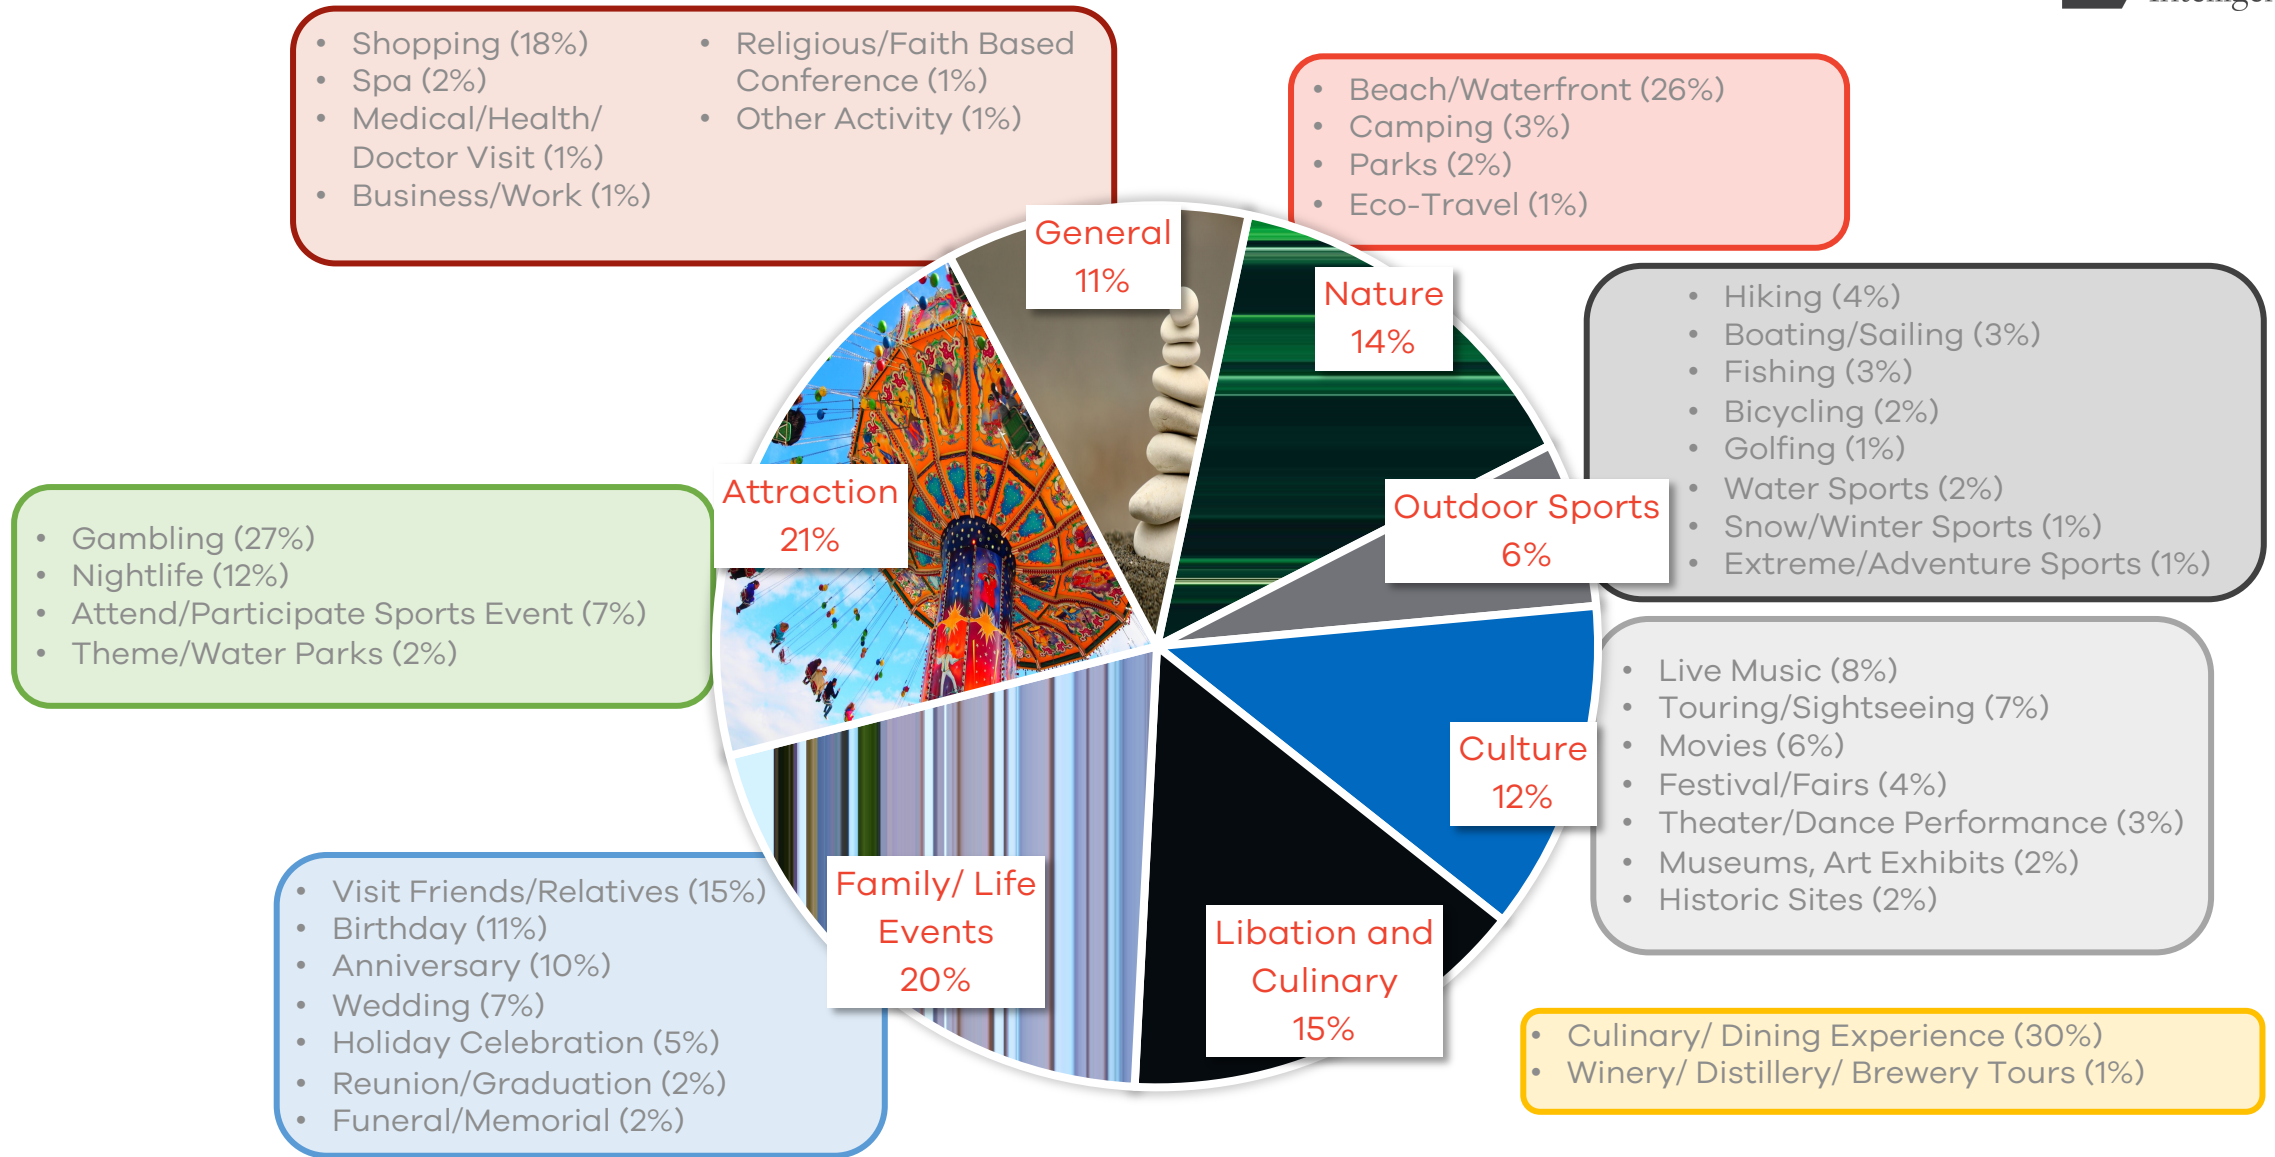 • Shopping (18%)
• Spa (2%)
• Medical/Health/
Doctor Visit (1%)
• Business/Work (1%)
• Religious/Faith Based
Conference (1%)
• Other Activity (1%)
• Beach/Waterfront (26%)
• Camping (3%)
• Parks (2%)
• Eco-Travel (1%)
General
11%
Nature
14%
• Hiking (4%)
• Boating/Sailing (3%)
• Fishing (3%)
• Bicycling (2%)
• Golfing (1%)
• Water Sports (2%)
• Snow/Winter Sports (1%)
• Extreme/Adventure Sports (1%)
Attraction
21%
Outdoor Sports
6%
• Gambling (27%)
• Nightlife (12%)
• Attend/Participate Sports Event (7%)
• Theme/Water Parks (2%)
• Live Music (8%)
• Touring/Sightseeing (7%)
• Movies (6%)
• Festival/Fairs (4%)
• Theater/Dance Performance (3%)
• Museums, Art Exhibits (2%)
• Historic Sites (2%)
Culture
12%
Family/ Life
Events
20%
Libation and
Culinary
15%
• Visit Friends/Relatives (15%)
• Birthday (11%)
• Anniversary (10%)
• Wedding (7%)
• Holiday Celebration (5%)
• Reunion/Graduation (2%)
• Funeral/Memorial (2%)
• Culinary/ Dining Experience (30%)
• Winery/ Distillery/ Brewery Tours (1%)